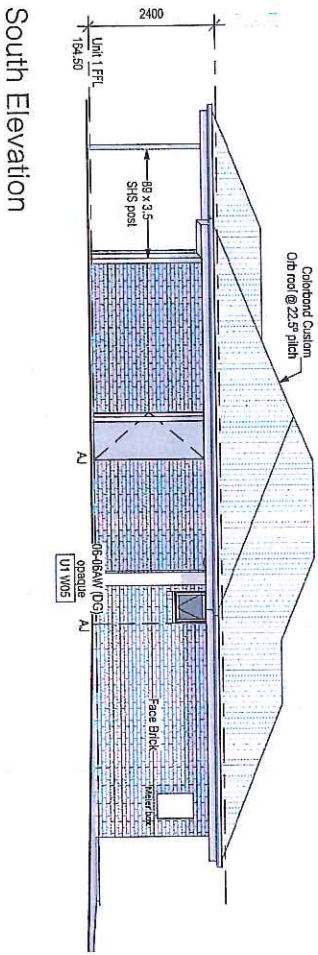 2400
Unit 1 FFL
164.50
89 x 3.5
SHS post
Colorbond Custom
Orb roof @ 22.5° pitch
AJ
06-06AW (DG)
opaque
U1 W05
AJ
Face Brick
Meter box
South Elevation